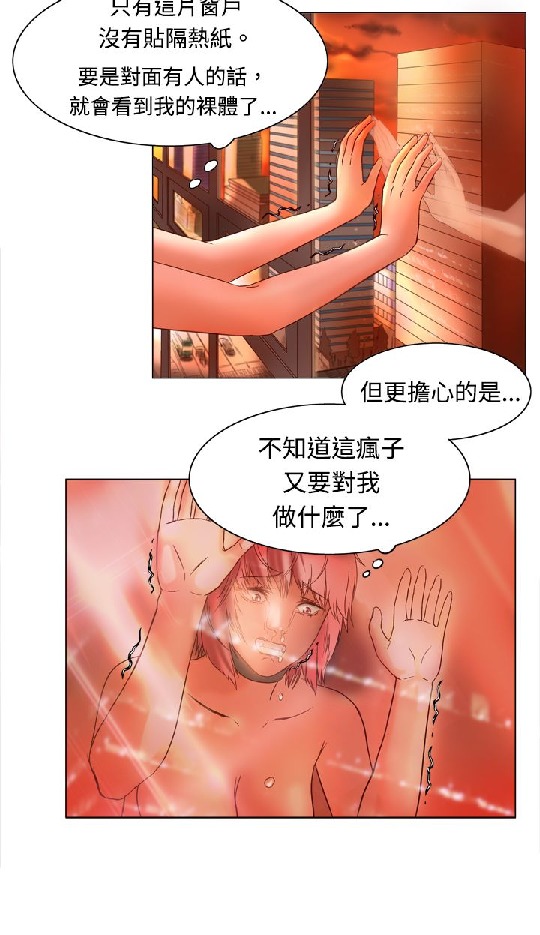 只有這片窗戶
沒有貼隔熱紙。
要是對面有人的話，
就會看到我的裸體了...
但更擔心的是...
不知道這瘋子
又要對我
做什麼了...